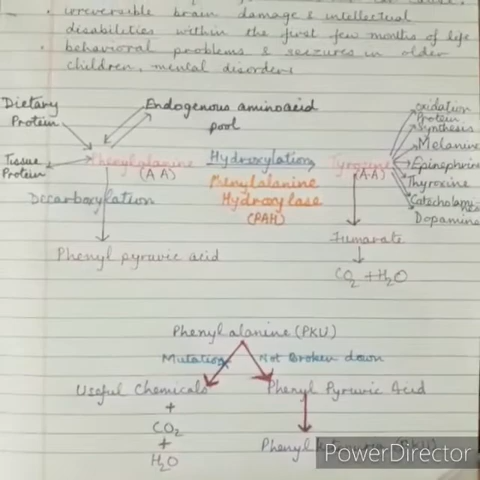 irreversible brain damage & intellectual
disabilities within the first few months of life
behavioral problems & seizures in older
children, mental disorders
Dietary
Protein
Endogenous aminoacid
pool
Oxidation
Protein
Synthesis
Melanine
Epinephrine
Thyroxine
Dopamine
Tissue
Protein
Phenylalanine
(AA)
Hydroxylation
Phenylalanine
Hydroxylase
(PAH)
Tyrosine
(AA)
Decarboxylation
Phenyl pyruvic acid
Fumarate
CO2 + H2O
Phenylalanine (PKU)
Mutation
Not Broken down
Useful Chemicals
+
CO2
+
H2O
Phenyl Pyruvic Acid
PowerDirector